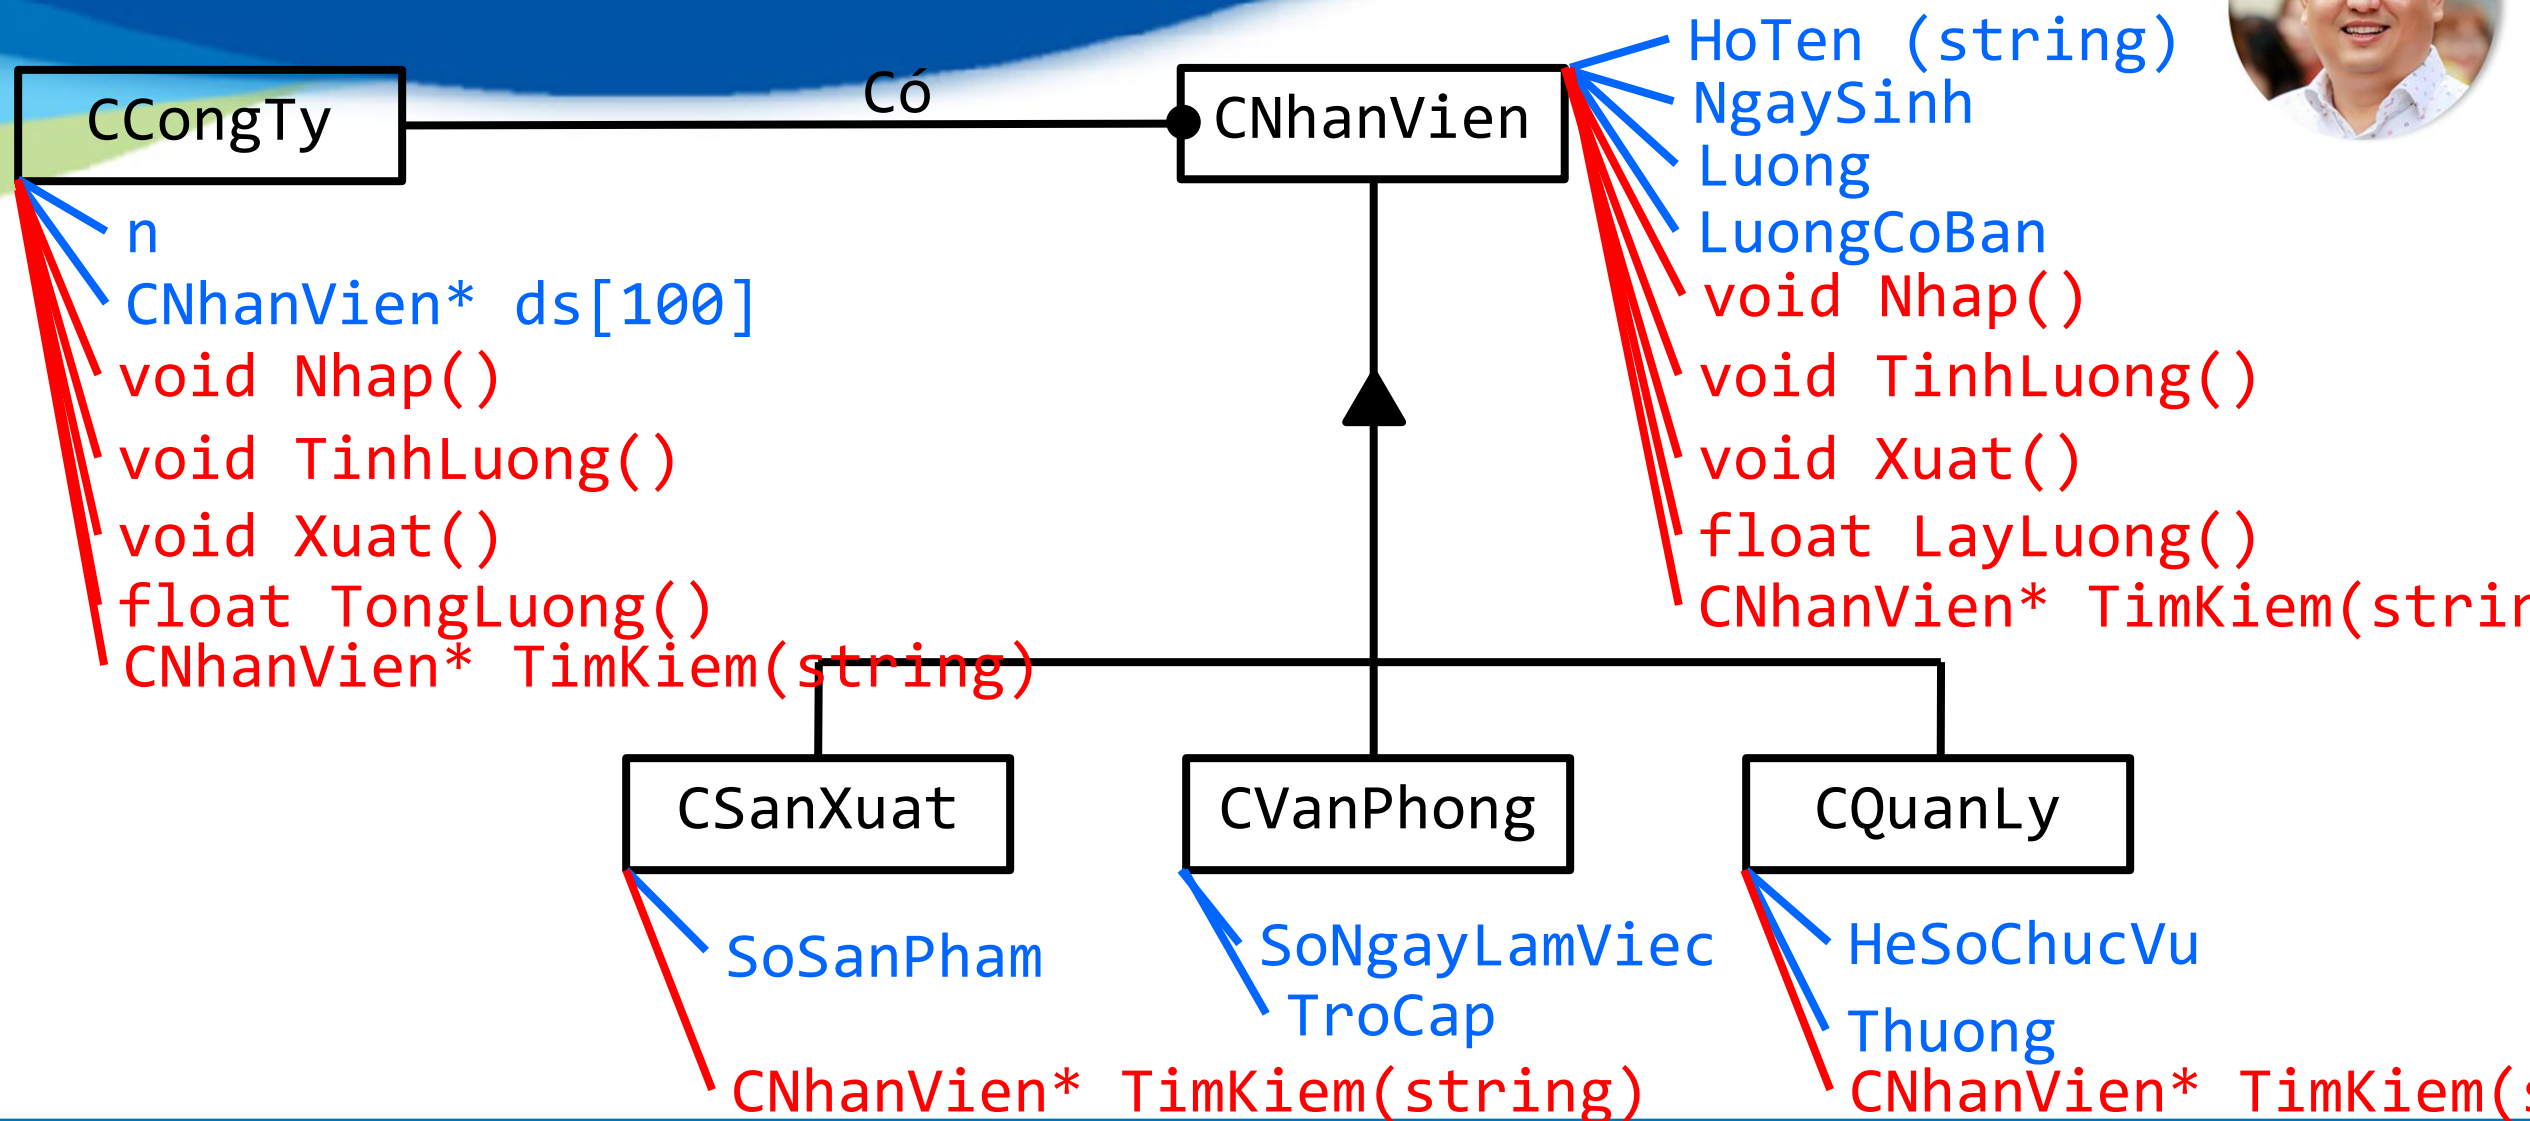 CCongTy
Có
CNhanVien
HoTen (string)
NgaySinh
Luong
LuongCoBan
void Nhap()
void TinhLuong()
void Xuat()
float LayLuong()
CNhanVien* TimKiem(strin
n
CNhanVien* ds[100]
void Nhap()
void TinhLuong()
void Xuat()
float TongLuong()
CNhanVien* TimKiem(string)
CSanXuat
CVanPhong
CQuanLy
SoSanPham
CNhanVien* TimKiem(string)
SoNgayLamViec
TroCap
HeSoChucVu
Thuong
CNhanVien* TimKiem(